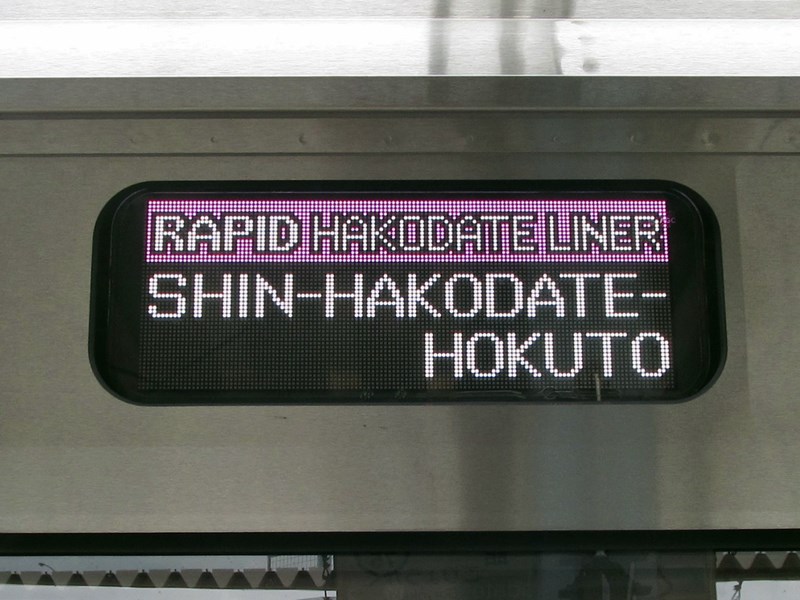 RAPID HAKODATE LINER
SHIN-HAKODATE-
HOKUTO